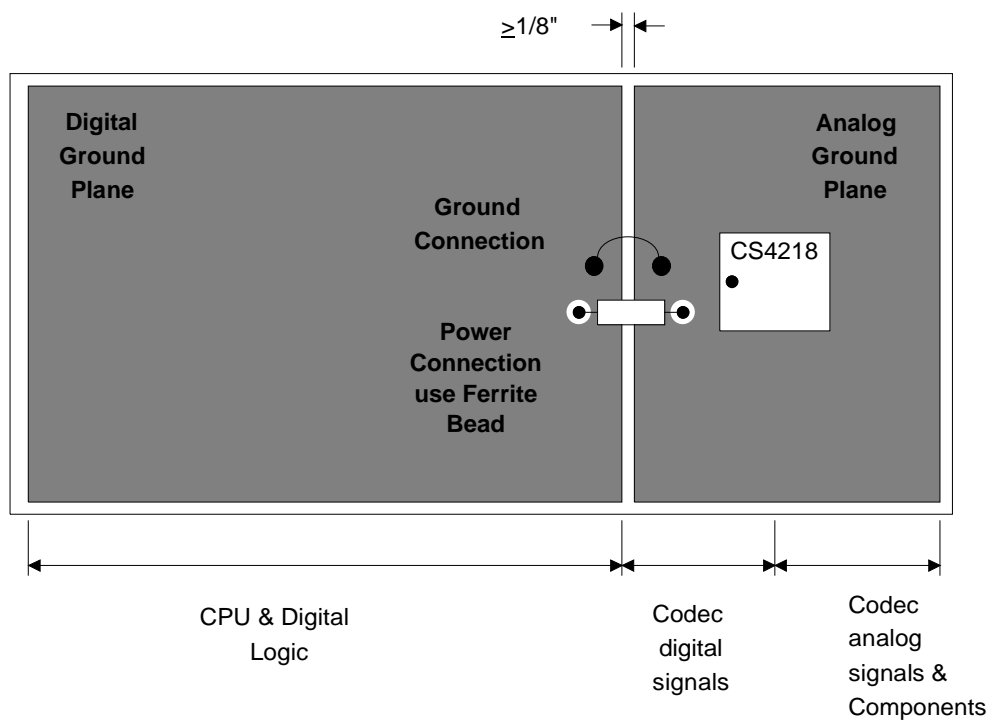 ≥1/8"
Digital
Ground
Plane
Analog
Ground
Plane
Ground
Connection
CS4218
Power
Connection
use Ferrite
Bead
CPU & Digital
Logic
Codec
digital
signals
Codec
analog
signals &
Components